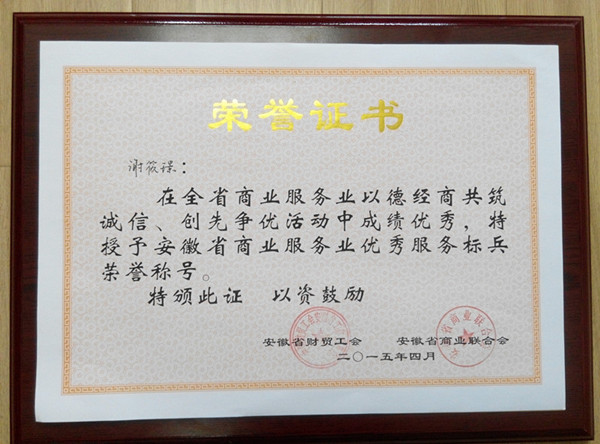 荣誉证书
谢筱璟：
在全省商业服务业以德经商共筑
诚信、创先争优活动中成绩优秀，特
授予安徽省商业服务业优秀服务标兵
荣誉称号。
特颁此证 以资鼓励
安徽省财贸工会 安徽省商业联合会
二〇一五年四月